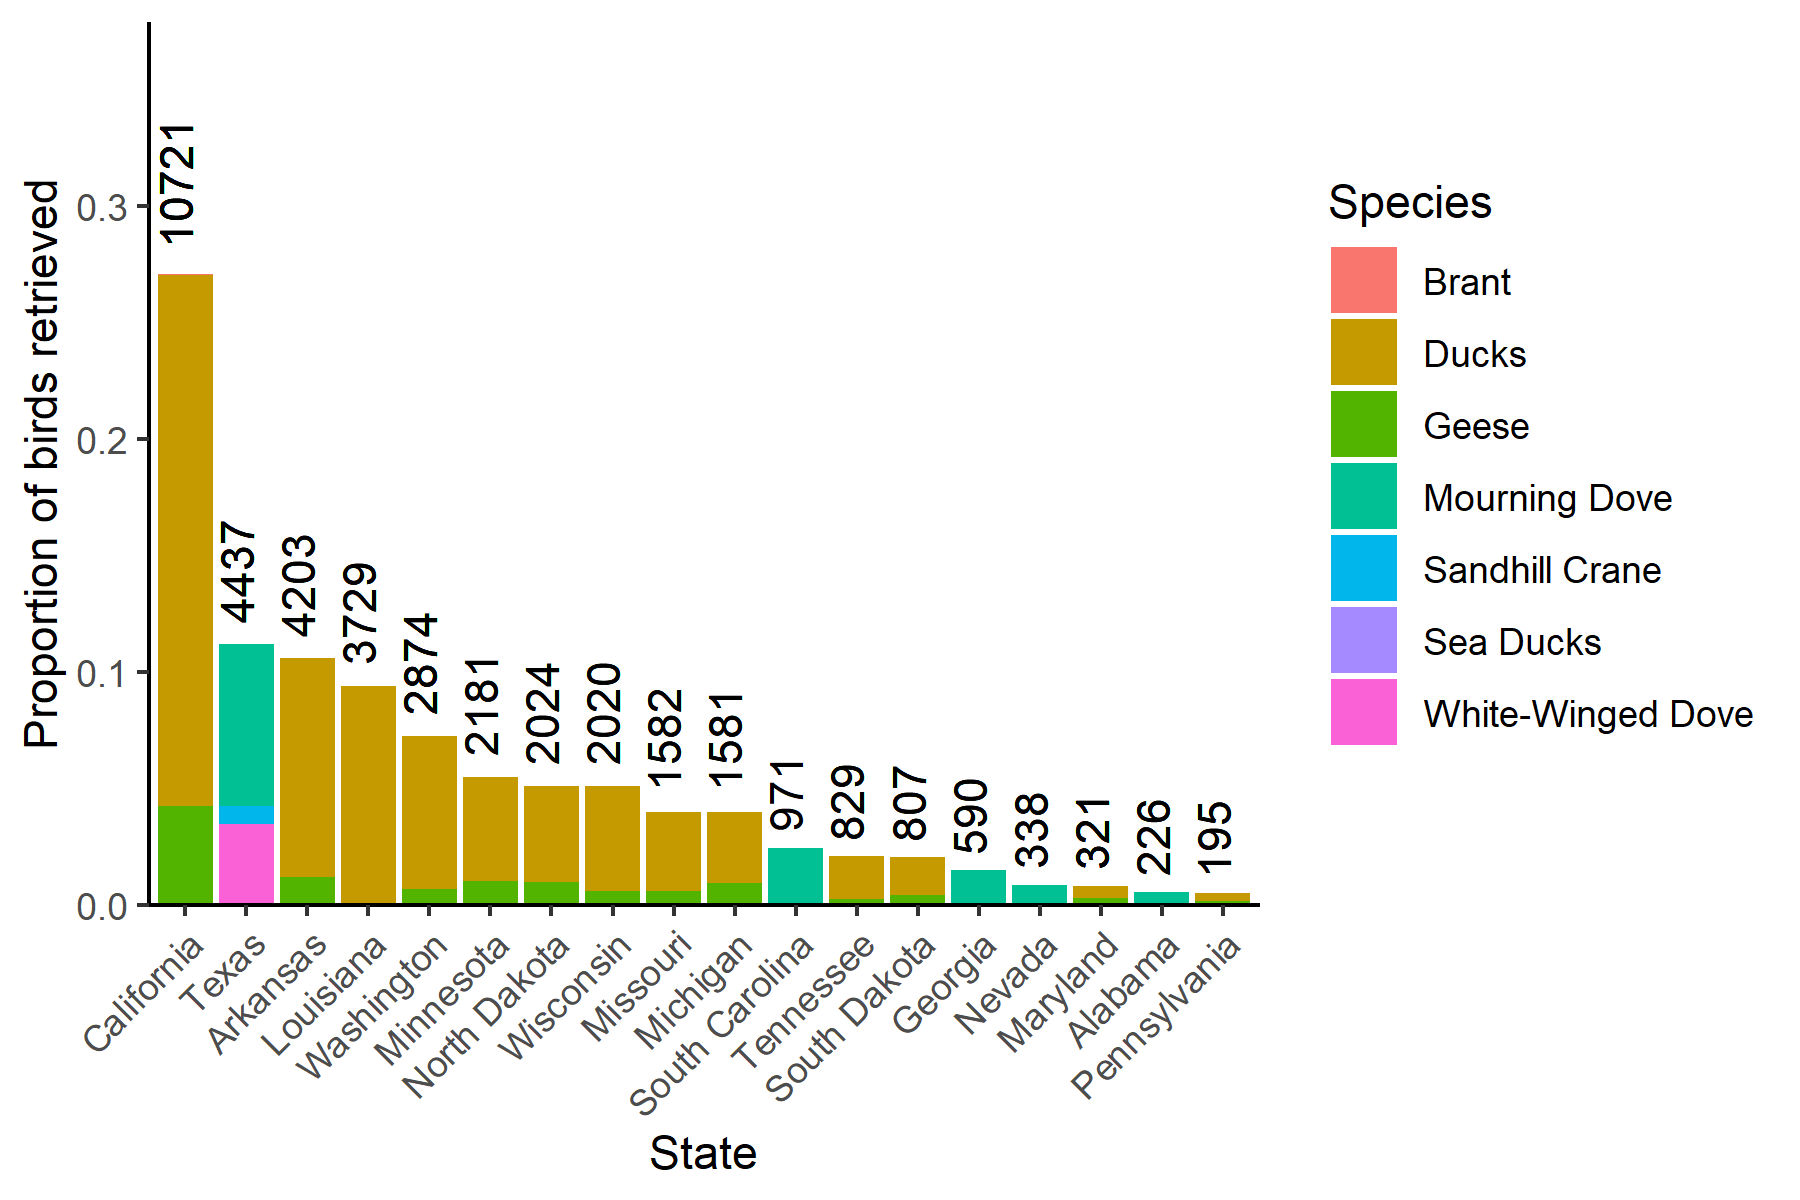 Proportion of birds retrieved
0.3
0.2
0.1
0.0
10721
4437
4203
3729
2874
2181
2024
2020
1582
1581
971
829
807
590
338
321
226
195
California
Texas
Arkansas
Louisiana
Washington
Minnesota
North Dakota
Wisconsin
Missouri
Michigan
South Carolina
Tennessee
South Dakota
Georgia
Nevada
Maryland
Alabama
Pennsylvania
State
Species
Brant
Ducks
Geese
Mourning Dove
Sandhill Crane
Sea Ducks
White-Winged Dove